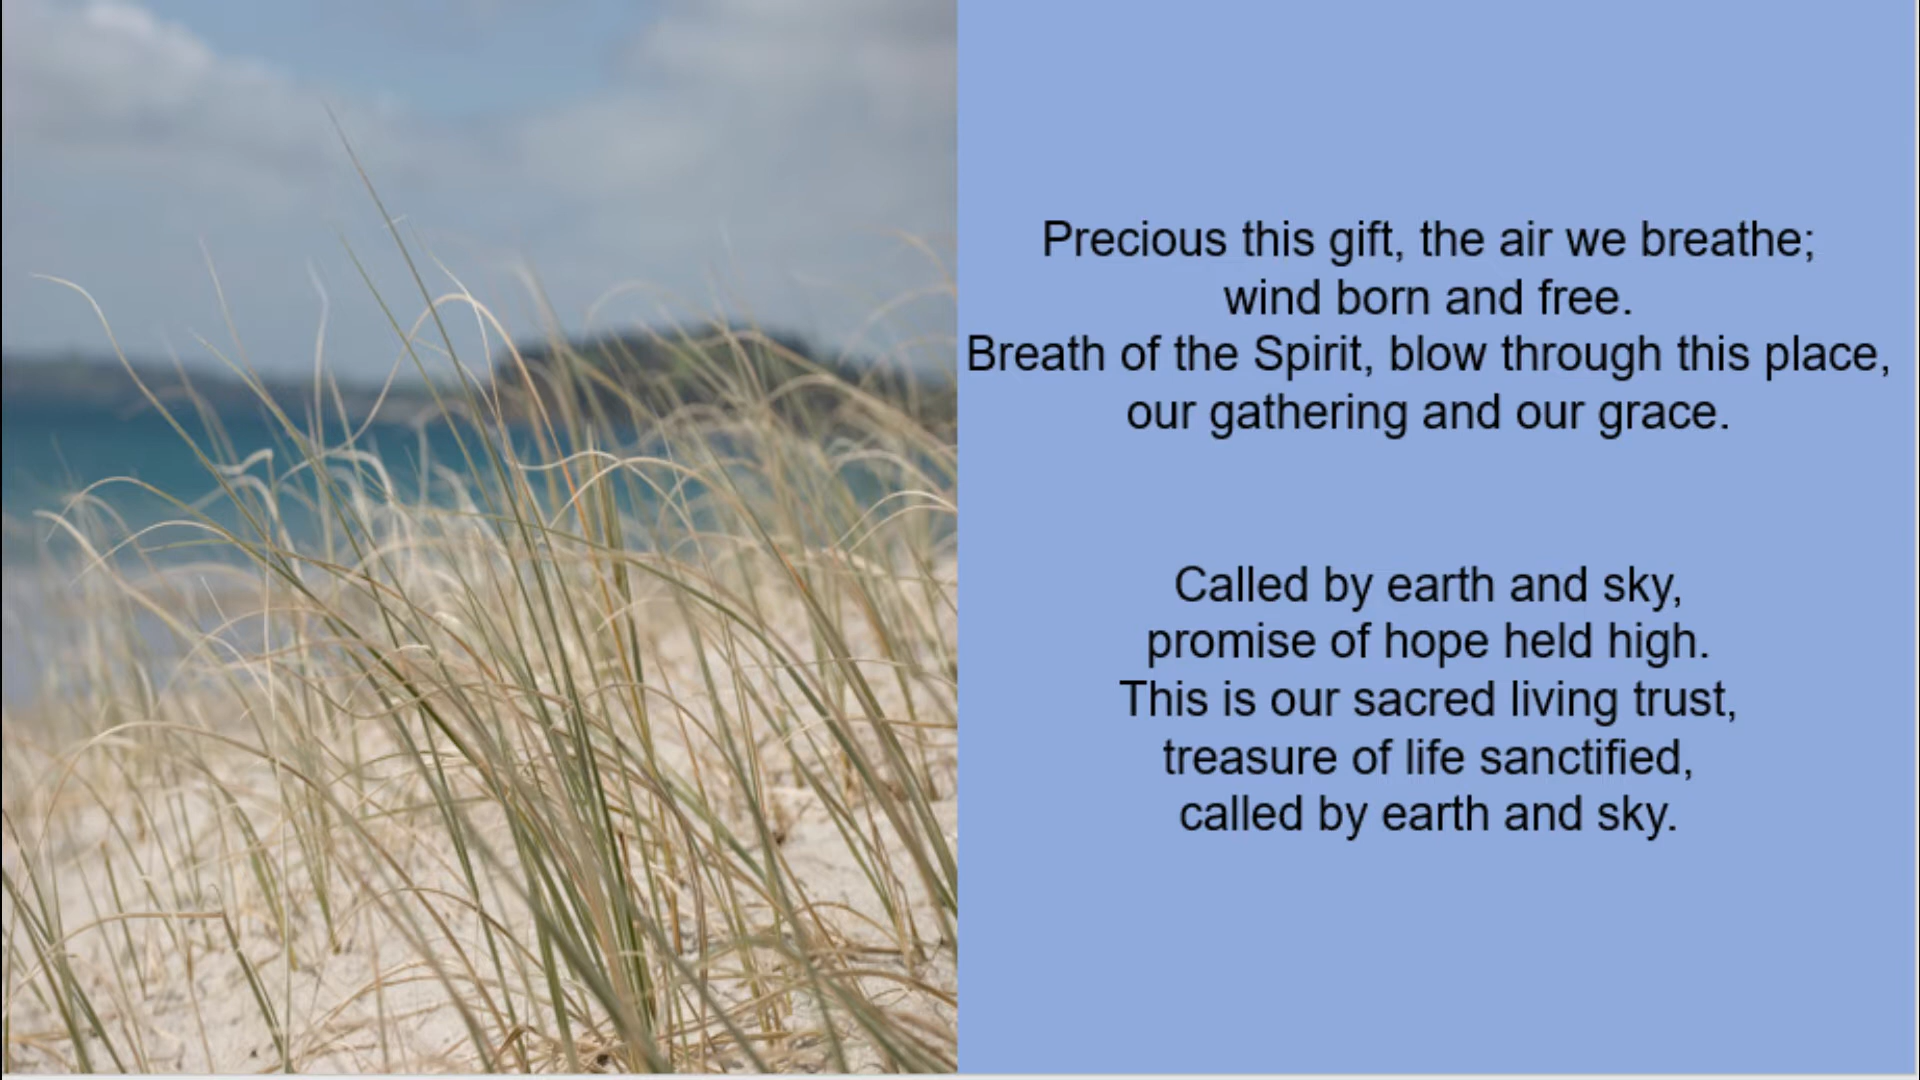 Precious this gift, the air we breathe;
wind born and free.
Breath of the Spirit, blow through this place,
our gathering and our grace.
Called by earth and sky,
promise of hope held high.
This is our sacred living trust,
treasure of life sanctified,
called by earth and sky.